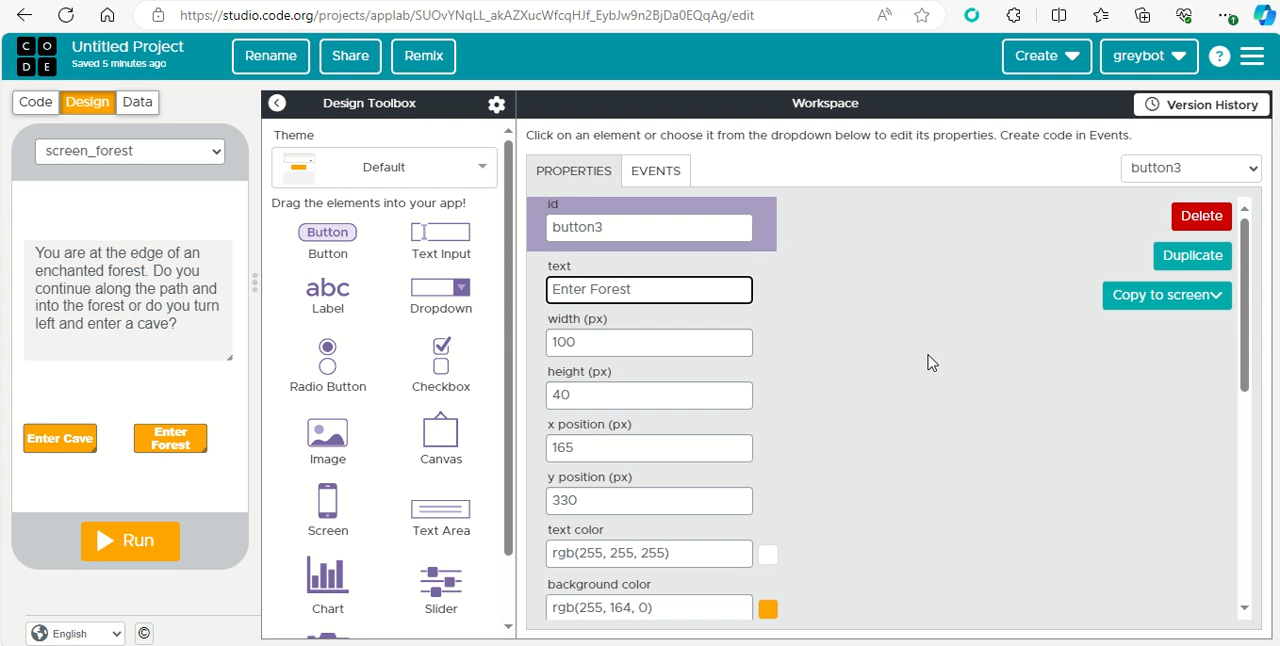 https://studio.code.org/projects/applab/SUOvYNqLL_akAZXucWfcqHJf_EybJw9n2BjDa0EQqAg/edit
C O
D E
Untitled Project
Saved 5 minutes ago
Rename
Share
Remix
Create
greybot
?
Code
Design
Data
Design Toolbox
Workspace
Version History
screen_forest
You are at the edge of an
enchanted forest. Do you
continue along the path and
into the forest or do you turn
left and enter a cave?
Enter Cave
Enter
Forest
Run
English
©
Theme
Default
Drag the elements into your app!
Button
Button
Text Input
abc
Label
Dropdown
Radio Button
Checkbox
Image
Canvas
Screen
Text Area
Chart
Slider
Click on an element or choose it from the dropdown below to edit its properties. Create code in Events.
PROPERTIES
EVENTS
button3
id
button3
text
Enter Forest
width (px)
100
height (px)
40
x position (px)
165
y position (px)
330
text color
rgb(255, 255, 255)
background color
rgb(255, 164, 0)
Delete
Duplicate
Copy to screen